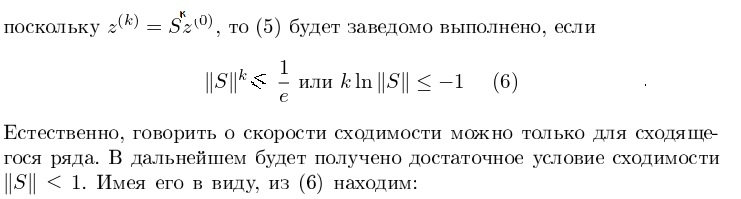 поскольку z^(k) = S^к z^(0), то (5) будет заведомо выполнено, если
‖S‖^k ≤ 1/e или k ln ‖S‖ ≤ −1 (6)
Естественно, говорить о скорости сходимости можно только для сходяще-
гося ряда. В дальнейшем будет получено достаточное условие сходимости
‖S‖ < 1. Имея его в виду, из (6) находим: